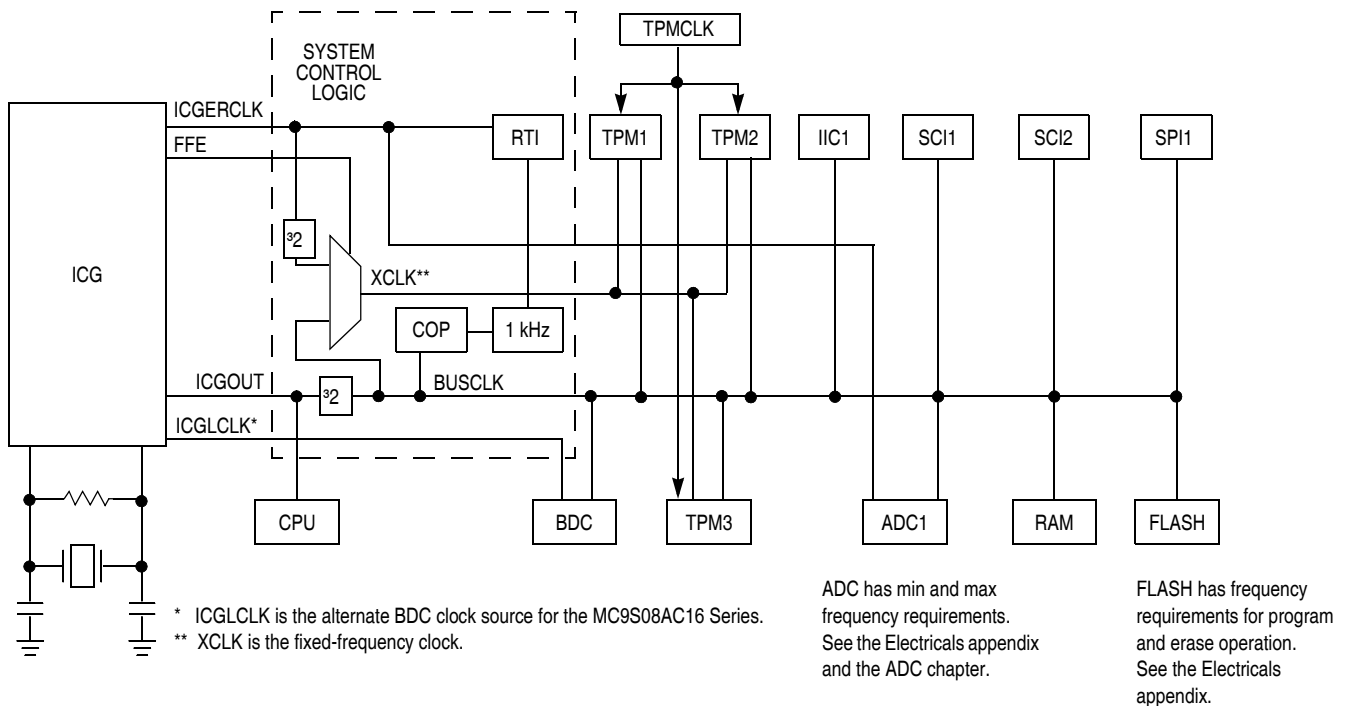 TPMCLK
SYSTEM
CONTROL
LOGIC
ICGERCLK
FFE
RTI
TPM1
TPM2
IIC1
SCI1
SCI2
SPI1
³2
ICG
XCLK**
COP
1 kHz
ICGOUT
³2
BUSCLK
ICGLCLK*
CPU
BDC
TPM3
ADC1
RAM
FLASH
* ICGLCLK is the alternate BDC clock source for the MC9S08AC16 Series.
** XCLK is the fixed-frequency clock.
ADC has min and max
frequency requirements.
See the Electricals appendix
and the ADC chapter.
FLASH has frequency
requirements for program
and erase operation.
See the Electricals
appendix.